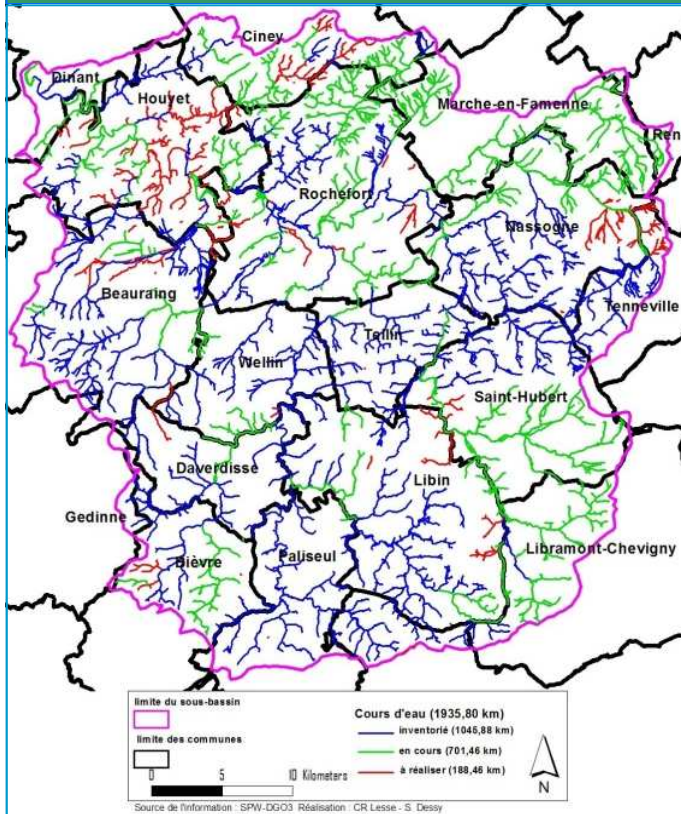 Ciney
Dinant
Houyet
Marche-en-Famenne
Ren
Rochefort
Nassogne
Beauraing
Tenneville
Tellin
Wellin
Saint-Hubert
Daverdisse
Libin
Gedinne
Libramont-Chevigny
Bièvre
Paliseul
limite du sous-bassin
limite des communes
0 5 10 Kilometers
Cours d'eau (1935,80 km)
inventorié (1045,88 km)
en cours (701,46 km)
à réaliser (188,46 km)
N
Source de l'information : SPW-DGO3 Réalisation : CR Lesse - S. Dessy